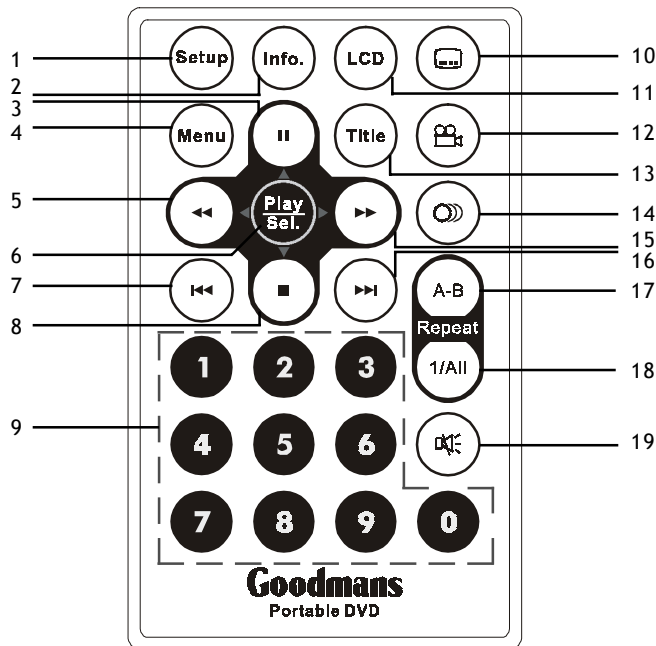 1 Setup Info. LCD 10
2 11
3
4 Menu Title 12
13
5 Play 14
Sel.
15
6 16
7 A-B 17
8 Repeat
1/All 18
1 2 3
9 4 5 6 19
7 8 9 0
Goodmans
Portable DVD